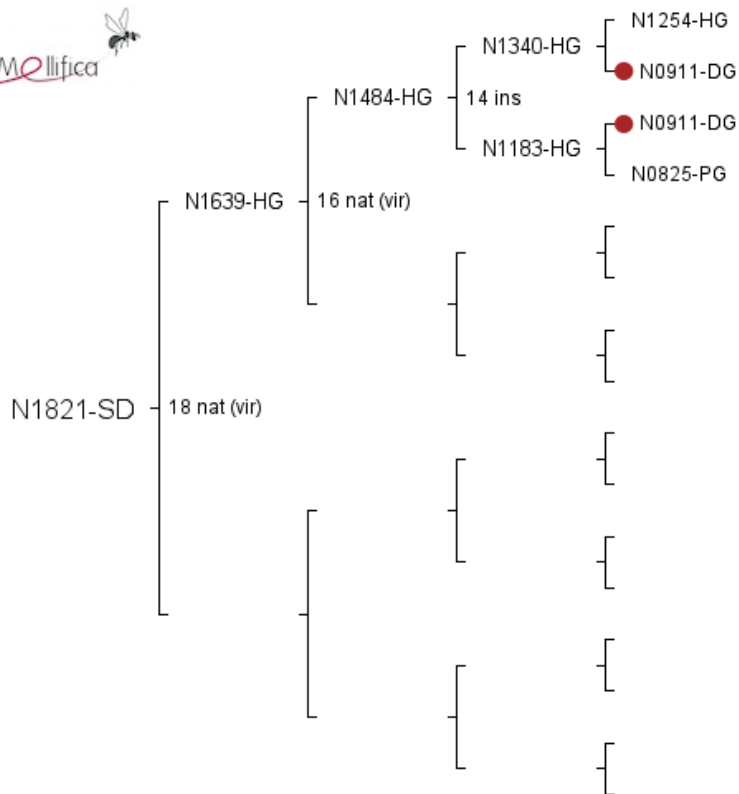 Mellifica
N1254-HG
N1340-HG
N0911-DG
N1484-HG
14 ins
N0911-DG
N1183-HG
N0825-PG
N1639-HG
16 nat (vir)
N1821-SD
18 nat (vir)